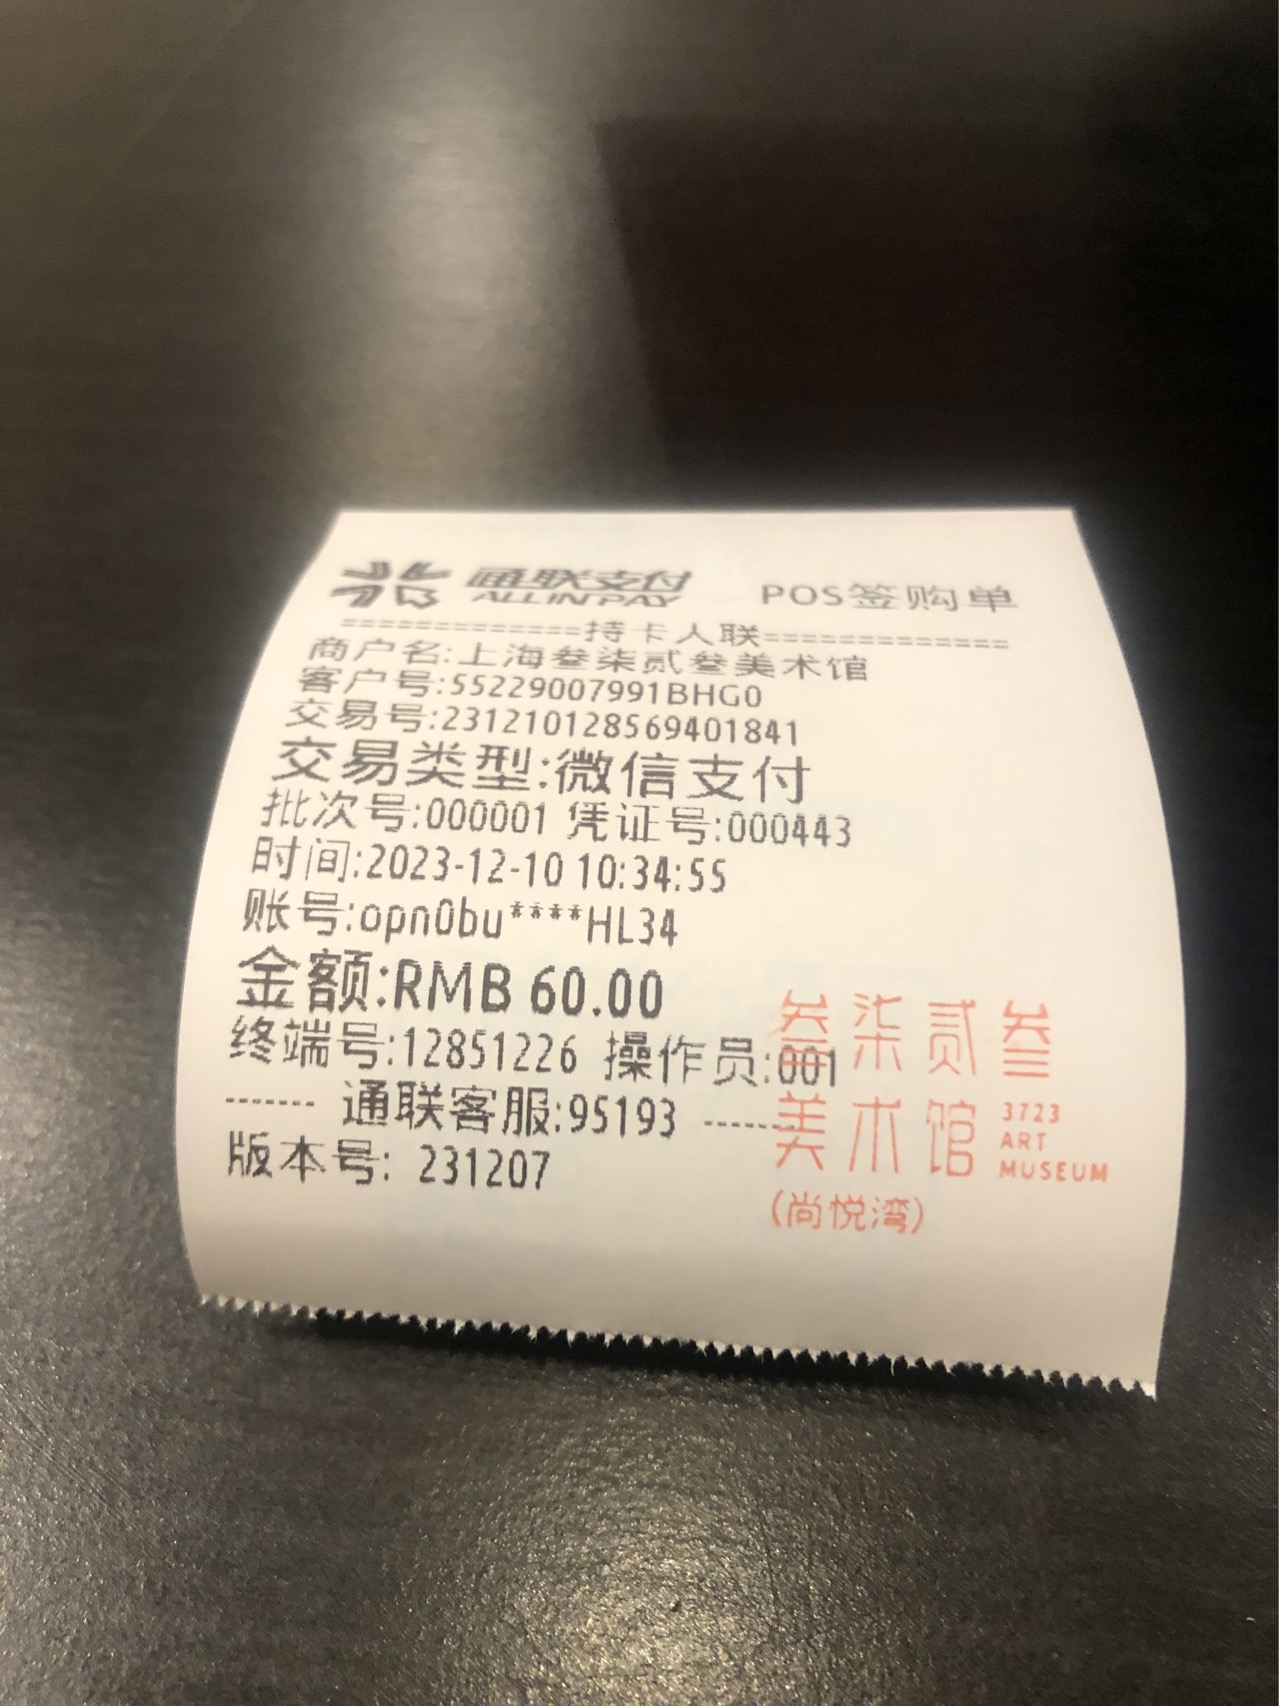 通联支付 POS签购单
ALLINPAY
=============持卡人联=============
商户名:上海叁柒贰叁美术馆
客户号:55229007991BHG0
交易号:231210128569401841
交易类型:微信支付
批次号:000001 凭证号:000443
时间:2023-12-10 10:34:55
账号:opn0bu****HL34
金额:RMB 60.00
终端号:12851226 操作员:001
------- 通联客服:95193 -------
版本号: 231207
叁柒贰叁
美术馆
3723
ART
MUSEUM
(尚悦湾)